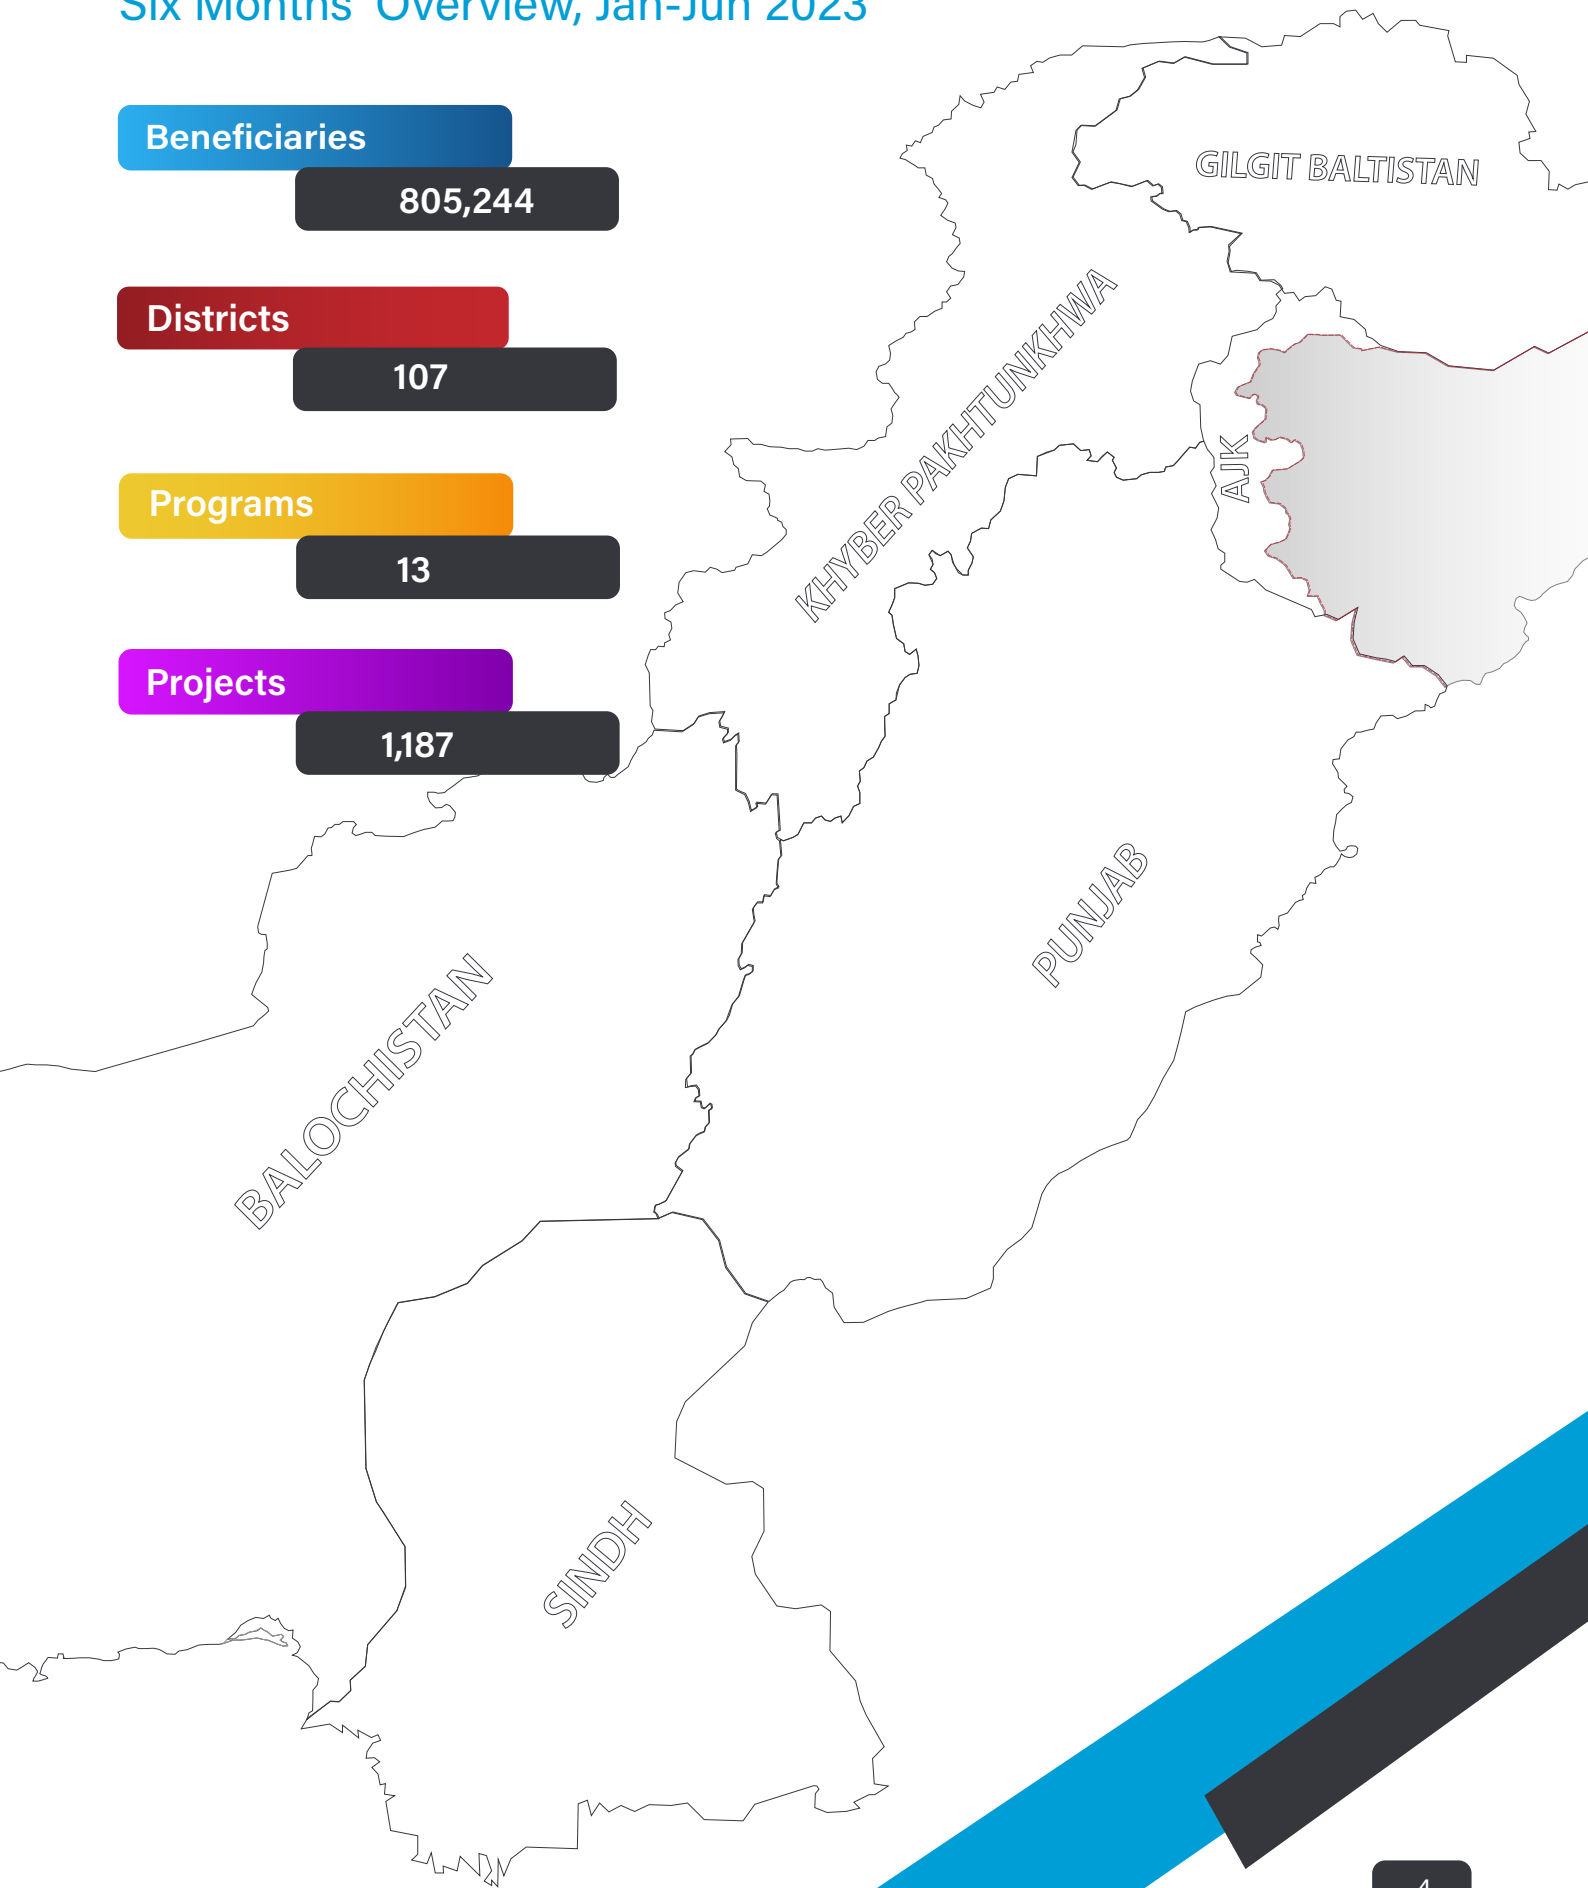 Six Months' Overview, Jan-Jun 2023
Beneficiaries
805,244
Districts
107
Programs
13
Projects
1,187
GILGIT BALTISTAN
KHYBER PAKHTUNKHWA
AJK
PUNJAB
BALOCHISTAN
SINDH
4